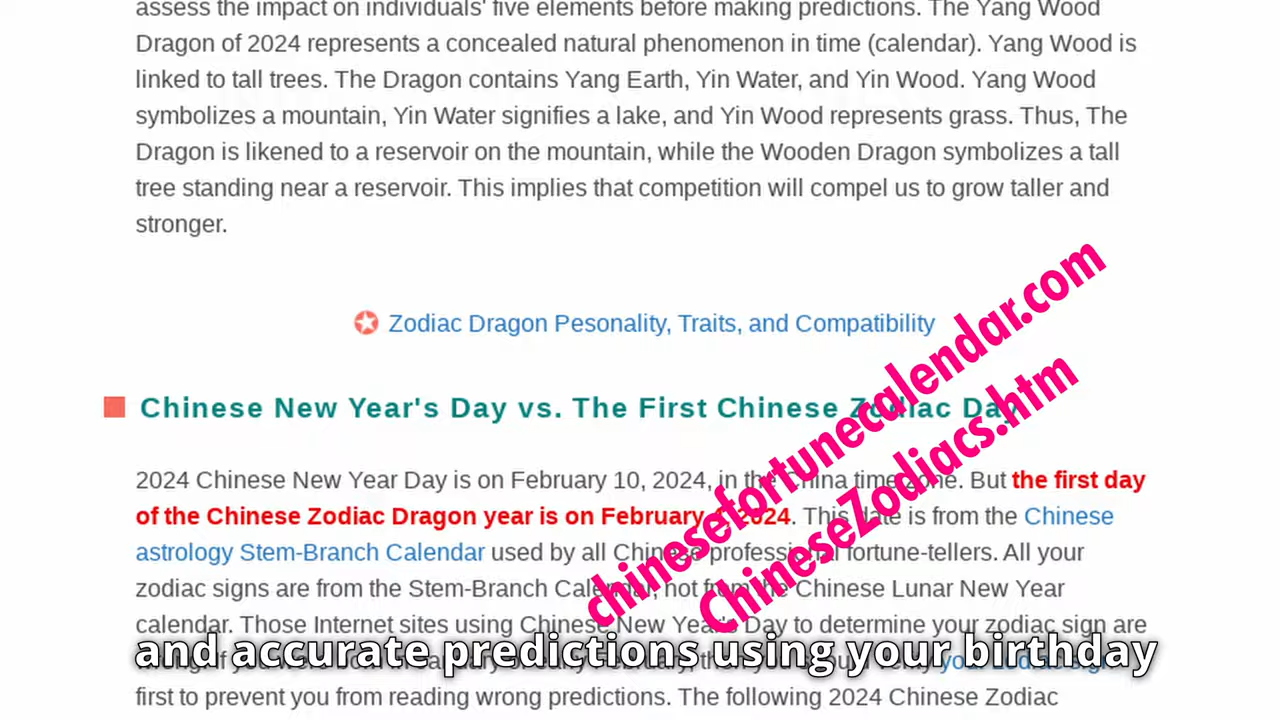 assess the impact on individuals' five elements before making predictions. The Yang Wood
Dragon of 2024 represents a concealed natural phenomenon in time (calendar). Yang Wood is
linked to tall trees. The Dragon contains Yang Earth, Yin Water, and Yin Wood. Yang Wood
symbolizes a mountain, Yin Water signifies a lake, and Yin Wood represents grass. Thus, The
Dragon is likened to a reservoir on the mountain, while the Wooden Dragon symbolizes a tall
tree standing near a reservoir. This implies that competition will compel us to grow taller and
stronger.
Zodiac Dragon Pesonality, Traits, and Compatibility
Chinese New Year's Day vs. The First Chinese Zodiac Day
2024 Chinese New Year Day is on February 10, 2024, in the China time zone. But the first day
of the Chinese Zodiac Dragon year is on February 4, 2024. This date is from the Chinese
astrology Stem-Branch Calendar used by all Chinese professional fortune-tellers. All your
zodiac signs are from the Stem-Branch Calendar, not from the Chinese Lunar New Year
calendar. Those Internet sites using Chinese New Year's Day to determine your zodiac sign are
first to prevent you from reading wrong predictions. The following 2024 Chinese Zodiac
chinesefortunecalendar.com
ChineseZodiacs.htm
and accurate predictions using your birthday